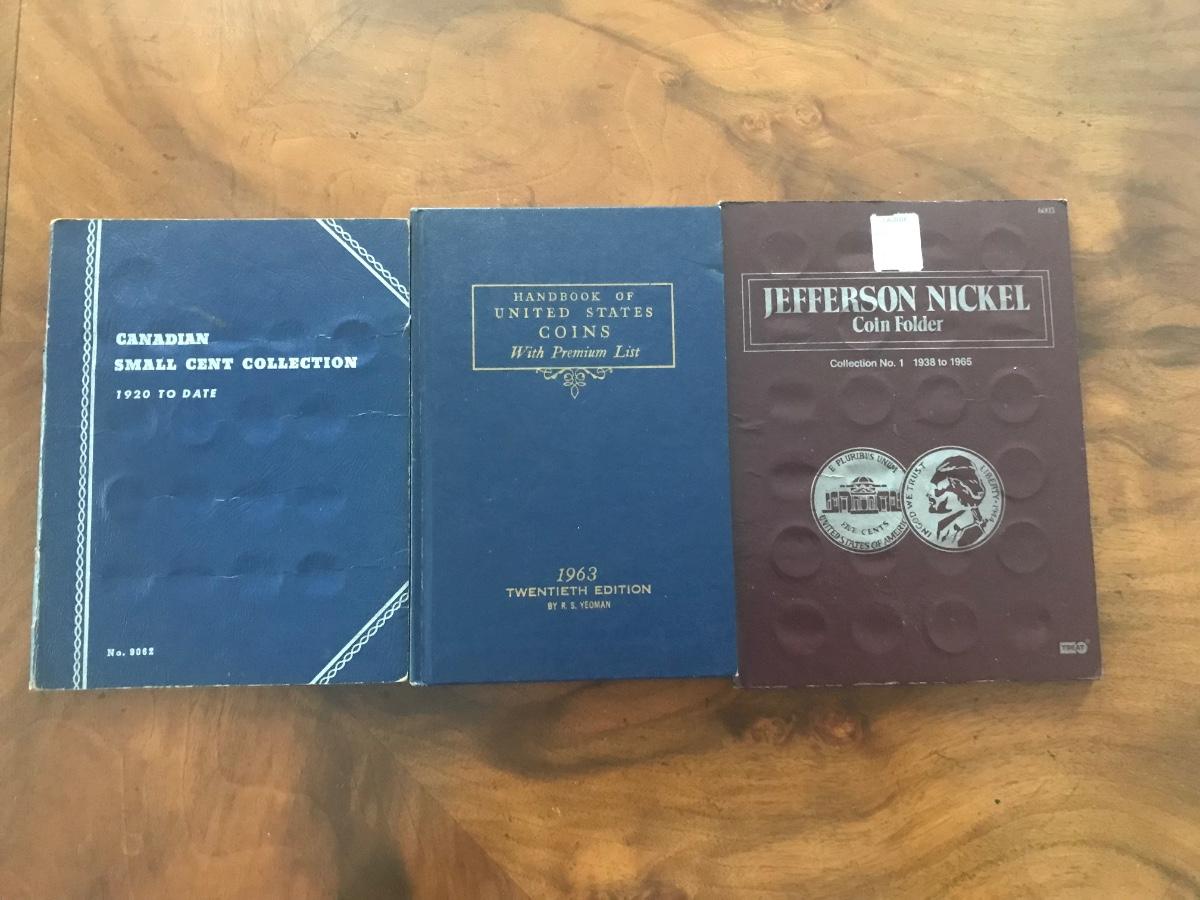 CANADIAN
SMALL CENT COLLECTION
1920 TO DATE
No. 9062
HANDBOOK OF
UNITED STATES
COINS
With Premium List
1963
TWENTIETH EDITION
BY R. S. YEOMAN
JEFFERSON NICKEL
Coin Folder
Collection No. 1 1938 to 1965
E PLURIBUS UNUM
FIVE CENTS
UNITED STATES OF AMERIC
IN GOD WE TRUST
LIBERTY